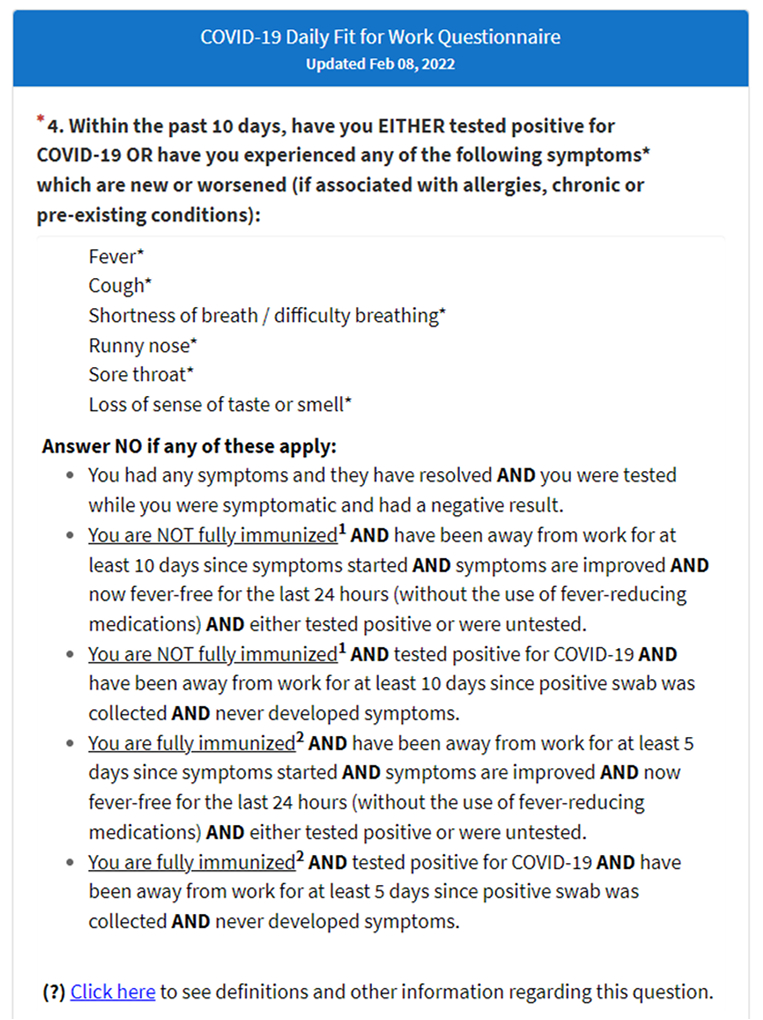 COVID-19 Daily Fit for Work Questionnaire
Updated Feb 08, 2022
*4. Within the past 10 days, have you EITHER tested positive for
COVID-19 OR have you experienced any of the following symptoms*
which are new or worsened (if associated with allergies, chronic or
pre-existing conditions):
Fever*
Cough*
Shortness of breath / difficulty breathing*
Runny nose*
Sore throat*
Loss of sense of taste or smell*
Answer NO if any of these apply:
• You had any symptoms and they have resolved AND you were tested
while you were symptomatic and had a negative result.
• You are NOT fully immunized¹ AND have been away from work for at
least 10 days since symptoms started AND symptoms are improved AND
now fever-free for the last 24 hours (without the use of fever-reducing
medications) AND either tested positive or were untested.
• You are NOT fully immunized¹ AND tested positive for COVID-19 AND
have been away from work for at least 10 days since positive swab was
collected AND never developed symptoms.
• You are fully immunized² AND have been away from work for at least 5
days since symptoms started AND symptoms are improved AND now
fever-free for the last 24 hours (without the use of fever-reducing
medications) AND either tested positive or were untested.
• You are fully immunized² AND tested positive for COVID-19 AND have
been away from work for at least 5 days since positive swab was
collected AND never developed symptoms.
(?) Click here to see definitions and other information regarding this question.